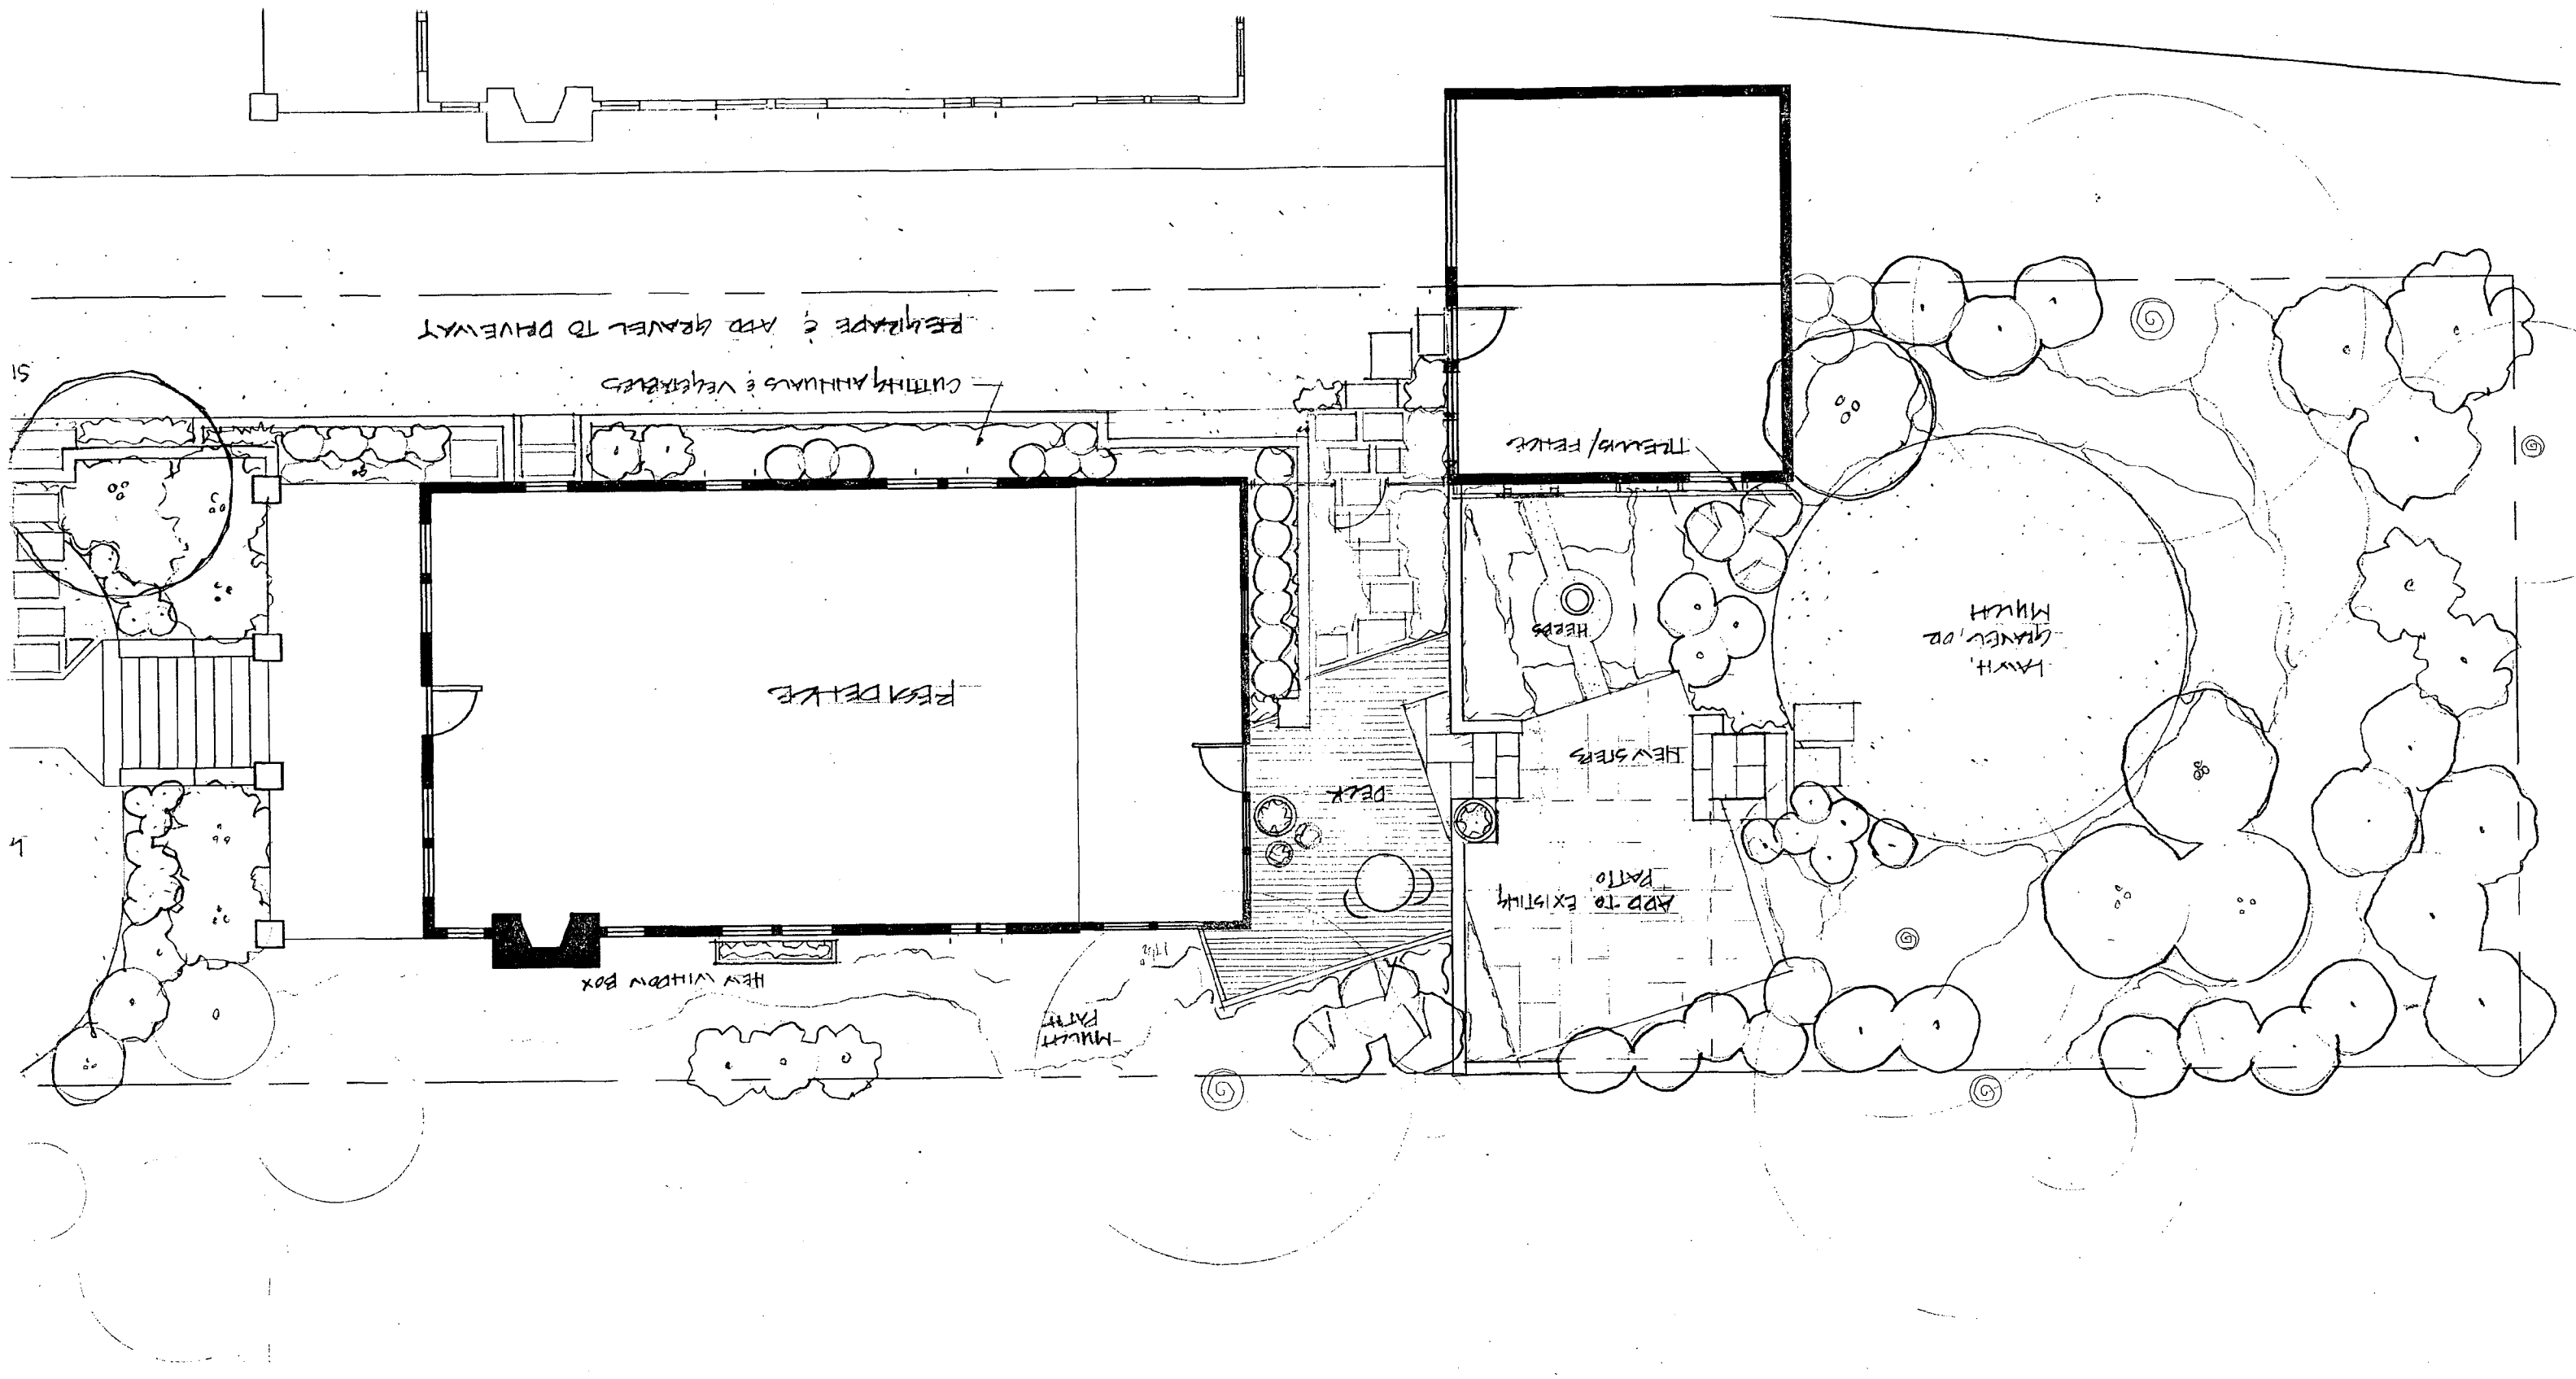 LAWN,
GRAVEL, OR
MULCH
ADD TO EXISTING
PATIO
NEW STEPS
HERBS
TRELLIS/FENCE
DECK
MULCH
PATH
NEW WINDOW BOX
RESIDENCE
CUTTING ANNUALS & VEGETABLES
REGRADE & ADD GRAVEL TO DRIVEWAY